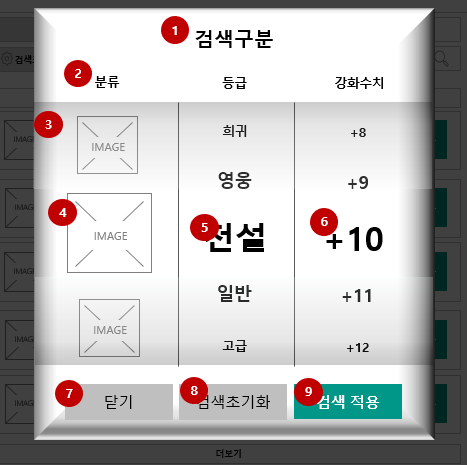 1 검색구분
2 분류 등급 강화수치
3 IMAGE 희귀 +8
영웅 +9
4 IMAGE 5 전설 6 +10
일반 +11
IMAGE 고급 +12
7 닫기 8 검색초기화 9 검색 적용
더보기